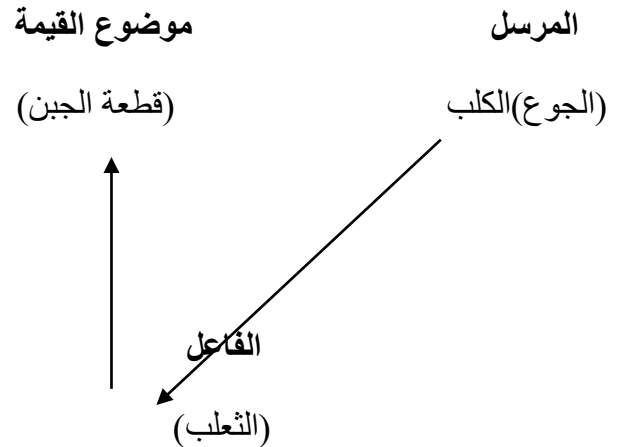 المرسل موضوع القيمة
(الجوع)الكلب (قطعة الجبن)
الفاعل
(الثعلب)